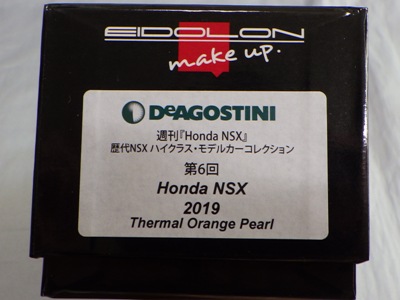 EIDOLON
make up.
DEAGOSTINI
週刊『Honda NSX』
歴代NSX ハイクラス・モデルカーコレクション
第6回
Honda NSX
2019
Thermal Orange Pearl